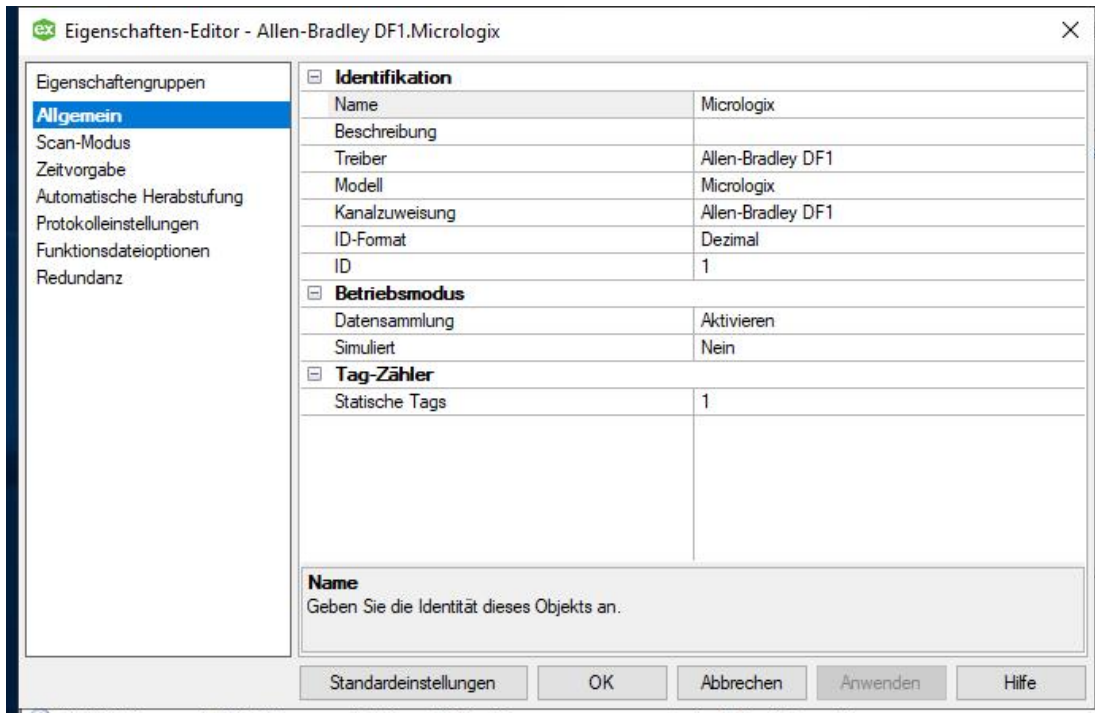 ex Eigenschaften-Editor - Allen-Bradley DF1.Micrologix
Eigenschaftengruppen
Allgemein
Scan-Modus
Zeitvorgabe
Automatische Herabstufung
Protokolleinstellungen
Funktionsdateioptionen
Redundanz
Identifikation
Name Micrologix
Beschreibung
Treiber Allen-Bradley DF1
Modell Micrologix
Kanalzuweisung Allen-Bradley DF1
ID-Format Dezimal
ID 1
Betriebsmodus
Datensammlung Aktivieren
Simuliert Nein
Tag-Zähler
Statische Tags 1
Name
Geben Sie die Identität dieses Objekts an.
Standardeinstellungen OK Abbrechen Anwenden Hilfe